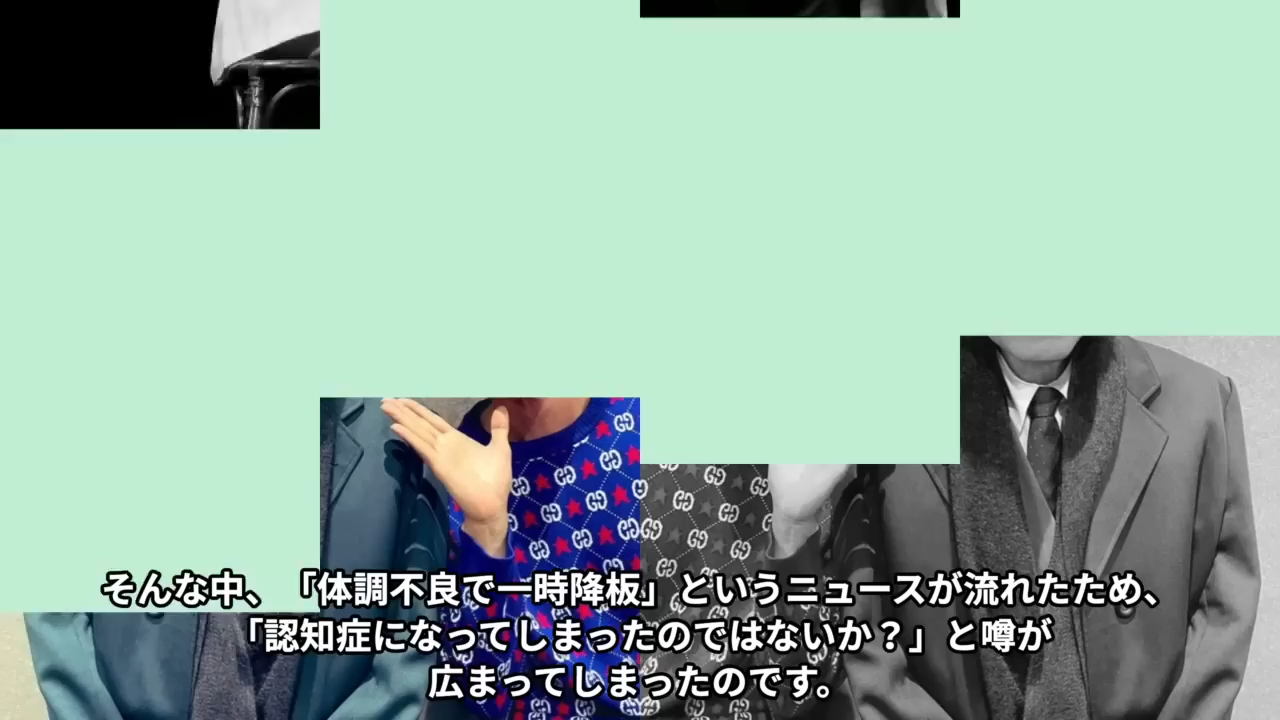 そんな中、「体調不良で一時降板」というニュースが流れたため、
「認知症になってしまったのではないか？」と噂が
広まってしまったのです。